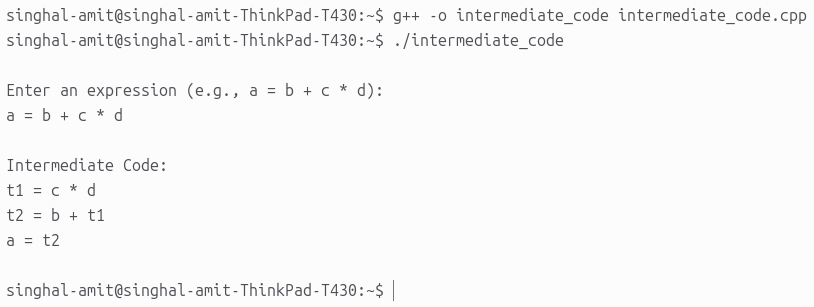 singhal-amit@singhal-amit-ThinkPad-T430:~$ g++ -o intermediate_code intermediate_code.cpp
singhal-amit@singhal-amit-ThinkPad-T430:~$ ./intermediate_code
Enter an expression (e.g., a = b + c * d):
a = b + c * d
Intermediate Code:
t1 = c * d
t2 = b + t1
a = t2
singhal-amit@singhal-amit-ThinkPad-T430:~$